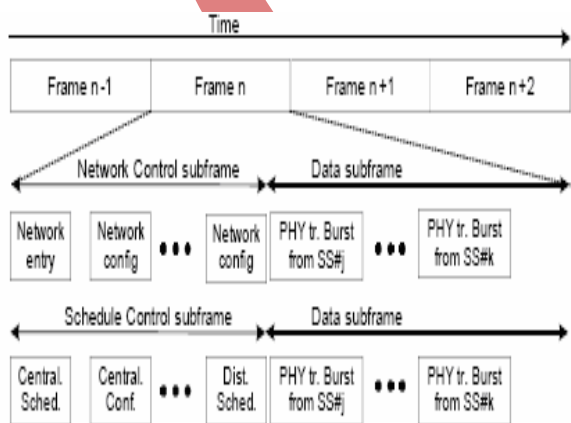 Time
Frame n-1 Frame n Frame n+1 Frame n+2
Network Control subframe Data subframe
Network entry
Network config
••• 
Network config
PHY tr. Burst from SS#j
•••
PHY tr. Burst from SS#k
Schedule Control subframe Data subframe
Central. Sched.
Central. Conf.
•••
Dist. Sched.
PHY tr. Burst from SS#j
•••
PHY tr. Burst from SS#k